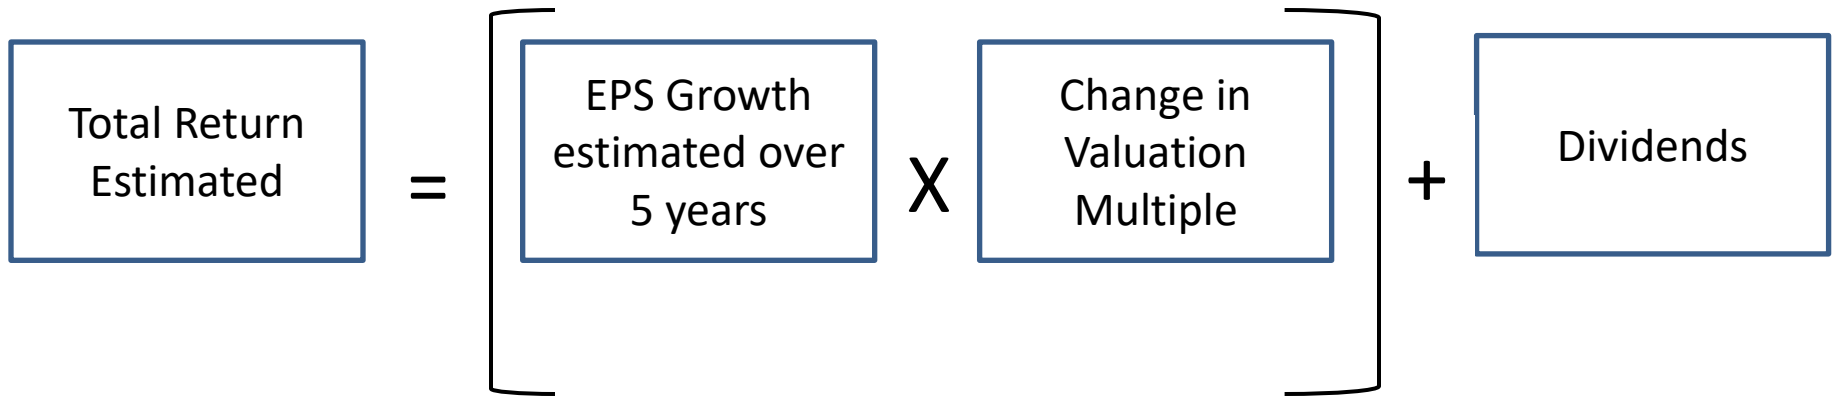 Total Return
Estimated
=
EPS Growth
estimated over
5 years
X
Change in
Valuation
Multiple
+
Dividends